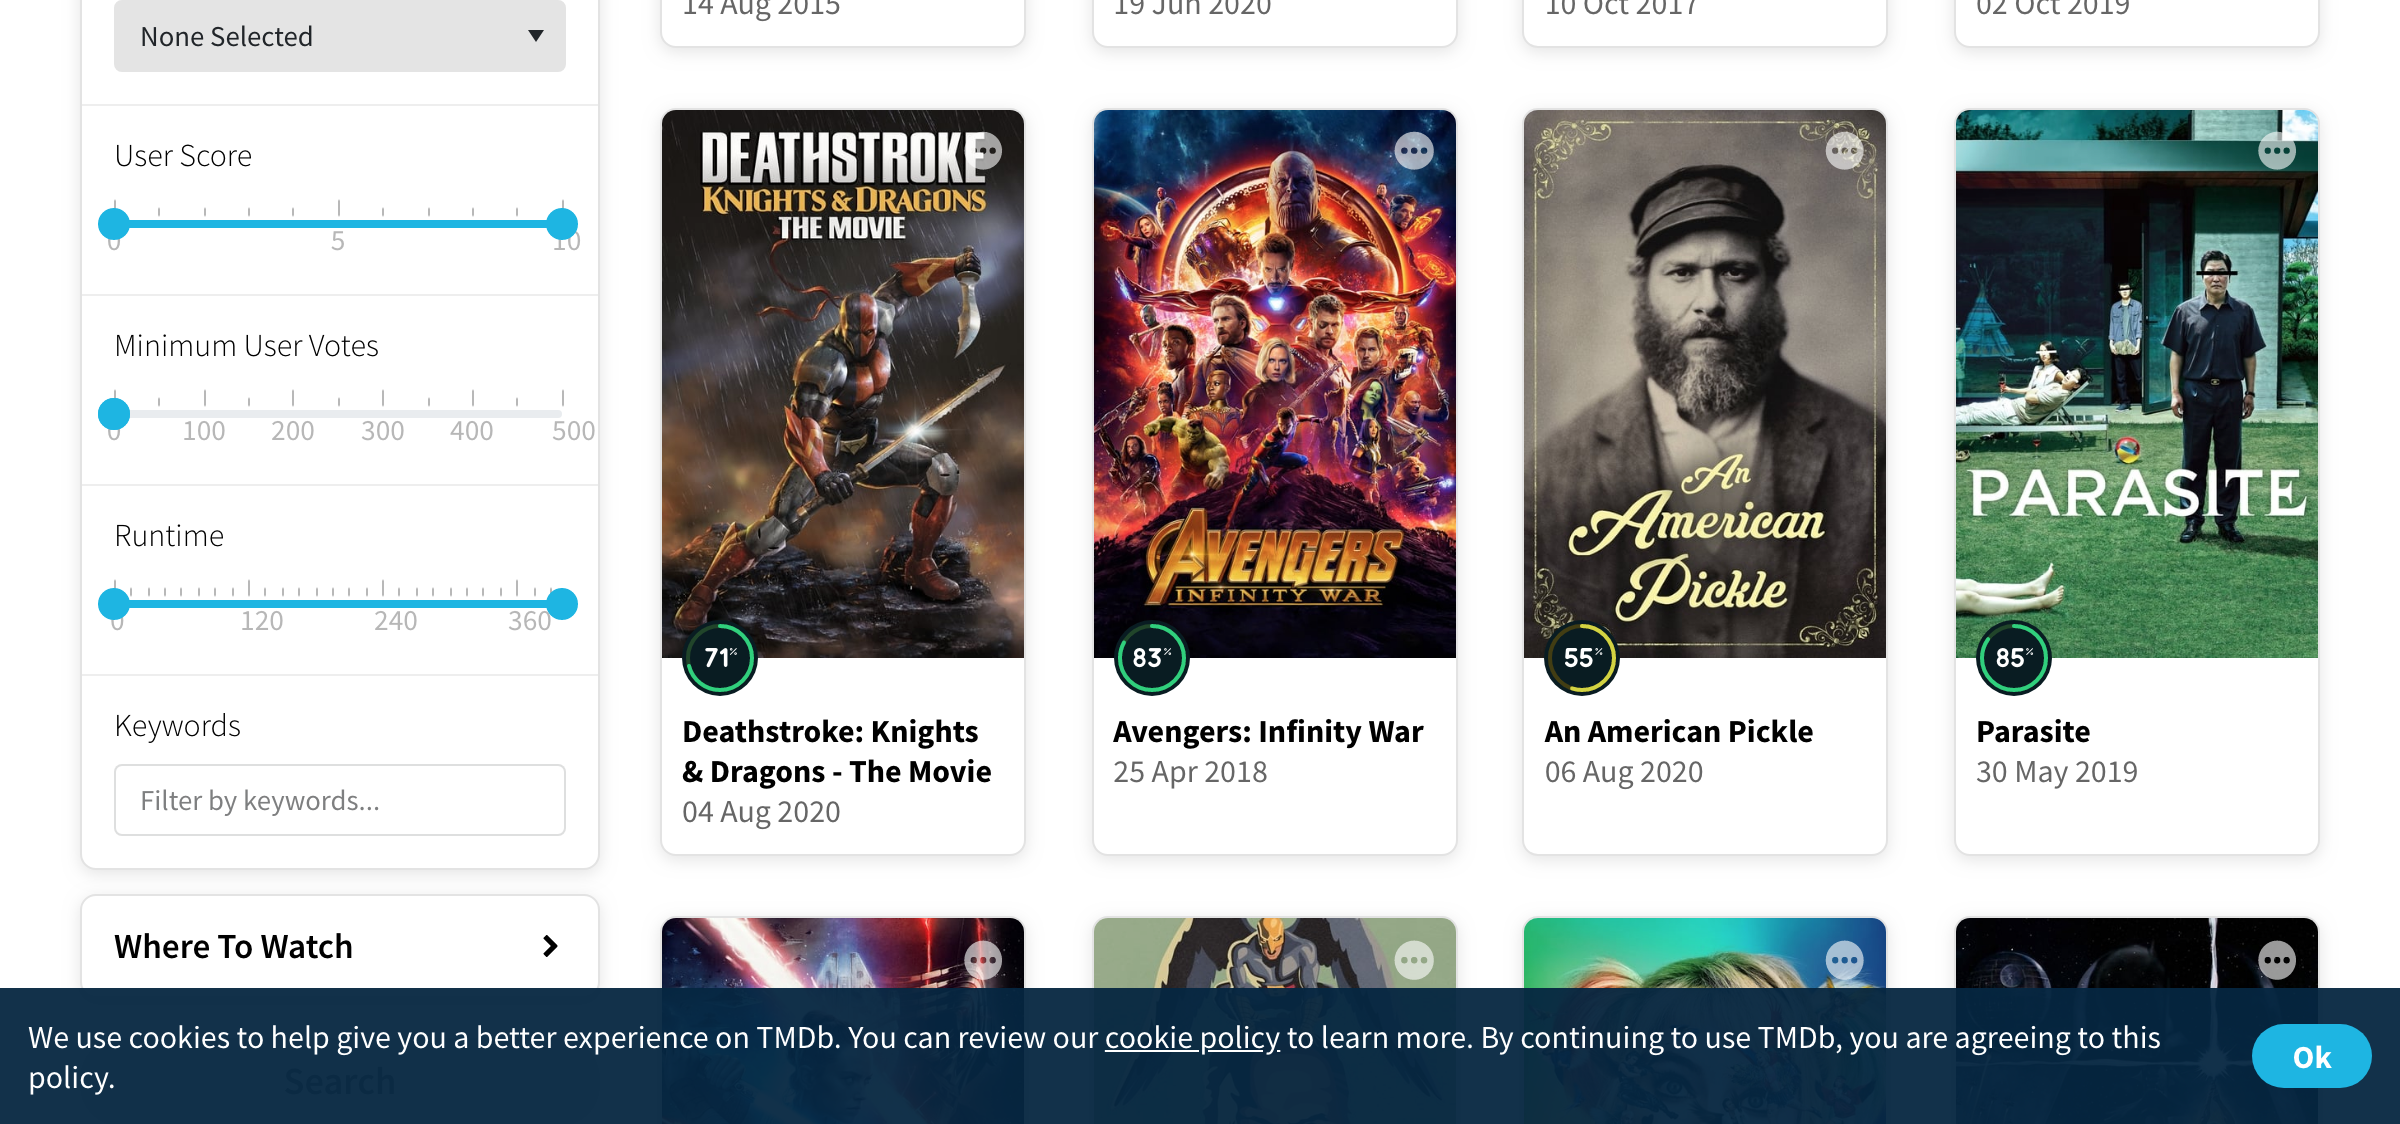 None Selected
14 Aug 2015
19 Jun 2020
10 Oct 2017
02 Oct 2019
User Score
0 5 10
Minimum User Votes
0 100 200 300 400 500
Runtime
0 120 240 360
Keywords
Filter by keywords...
Where To Watch
Search
DEATHSTROKE
KNIGHTS & DRAGONS
THE MOVIE
71%
Deathstroke: Knights
& Dragons - The Movie
04 Aug 2020
AVENGERS
INFINITY WAR
83%
Avengers: Infinity War
25 Apr 2018
An
American
Pickle
55%
An American Pickle
06 Aug 2020
PARASITE
85%
Parasite
30 May 2019
We use cookies to help give you a better experience on TMDb. You can review our cookie policy to learn more. By continuing to use TMDb, you are agreeing to this
policy.
Ok